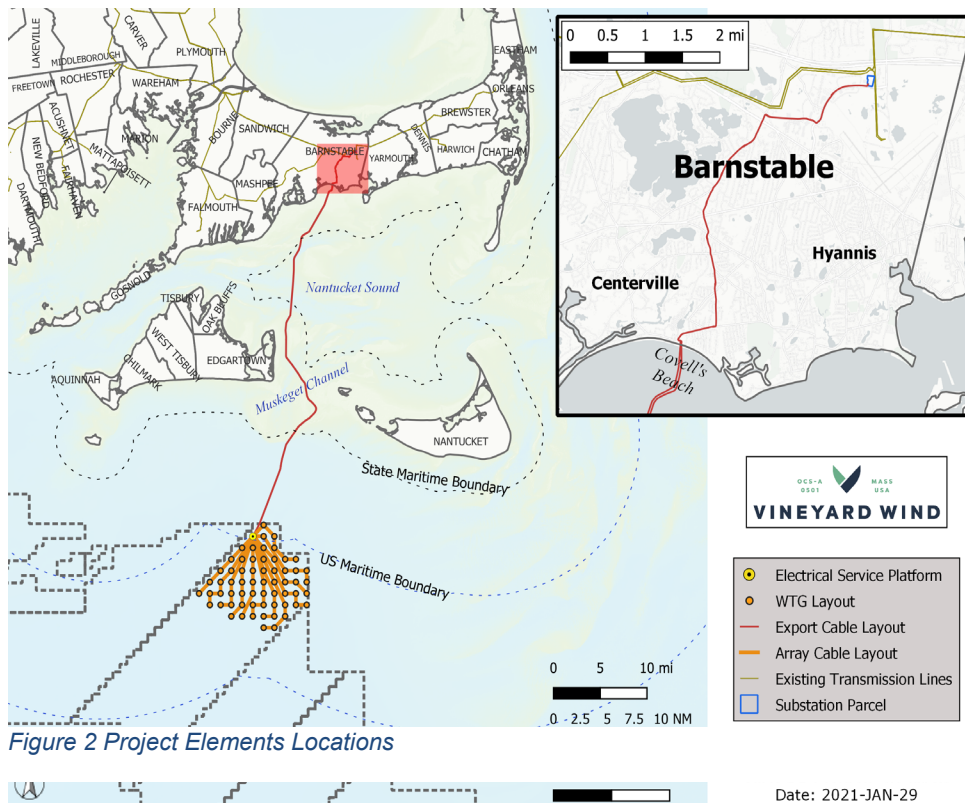 LAKEVILLE
CARVER
MIDDLEBOROUGH
PLYMOUTH
FREETOWN
ROCHESTER
WAREHAM
ACUSHNET
MARION
MATTAPOISETT
NEW BEDFORD
FAIRHAVEN
DARTMOUTH
BOURNE
SANDWICH
BARNSTABLE
YARMOUTH
DENNIS
BREWSTER
HARWICH
CHATHAM
EASTHAM
ORLEANS
MASHPEE
FALMOUTH
GOSNOLD
TISBURY
OAK BLUFFS
WEST TISBURY
EDGARTOWN
CHILMARK
AQUINNAH
NANTUCKET
Nantucket Sound
Muskeget Channel
State Maritime Boundary
US Maritime Boundary
0 5 10 mi
0 2.5 5 7.5 10 NM
0 0.5 1 1.5 2 mi
Barnstable
Hyannis
Centerville
Covell's
Beach
OCS-A
0501
MASS
USA
VINEYARD WIND
Electrical Service Platform
WTG Layout
Export Cable Layout
Array Cable Layout
Existing Transmission Lines
Substation Parcel
Figure 2 Project Elements Locations
Date: 2021-JAN-29